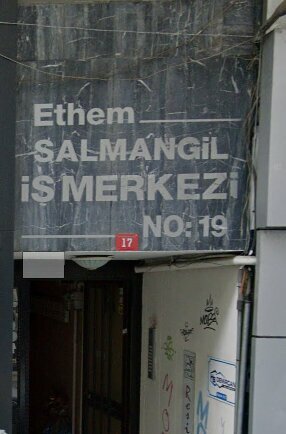 Ethem
SALMANGiL
iŞ MERKEZi
NO: 19
17